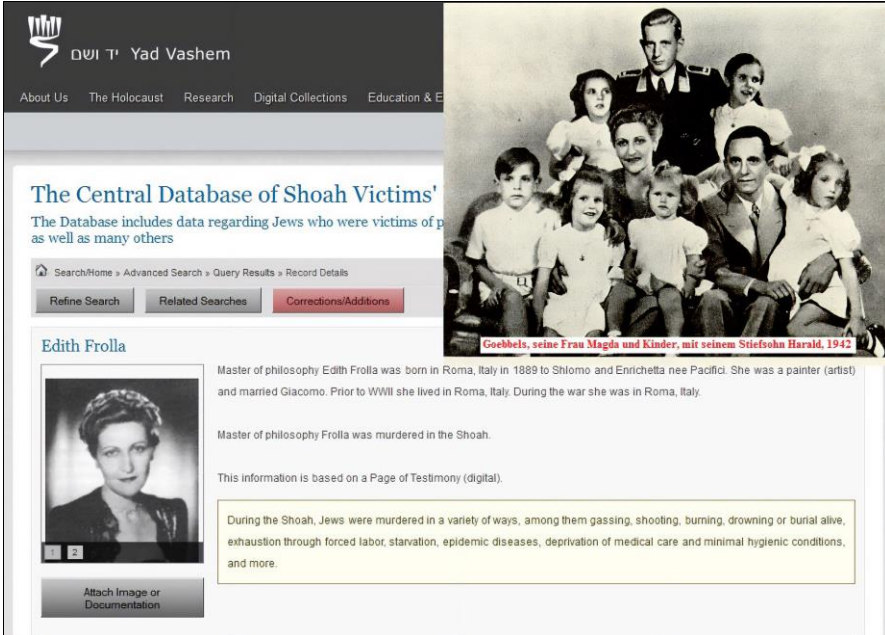 יד ושם Yad Vashem
About Us The Holocaust Research Digital Collections Education & E
The Central Database of Shoah Victims'
The Database includes data regarding Jews who were victims of p
as well as many others
Search/Home » Advanced Search » Query Results » Record Details
Refine Search Related Searches Corrections/Additions
Goebbels, seine Frau Magda und Kinder, mit seinem Stiefsohn Harald, 1942
Edith Frolla
Master of philosophy Edith Frolla was born in Roma, Italy in 1889 to Shlomo and Enrichetta nee Pacifici. She was a painter (artist)
and married Giacomo. Prior to WWII she lived in Roma, Italy. During the war she was in Roma, Italy.
Master of philosophy Frolla was murdered in the Shoah.
This information is based on a Page of Testimony (digital).
During the Shoah, Jews were murdered in a variety of ways, among them gassing, shooting, burning, drowning or burial alive,
exhaustion through forced labor, starvation, epidemic diseases, deprivation of medical care and minimal hygienic conditions,
and more.
1 2
Attach Image or
Documentation